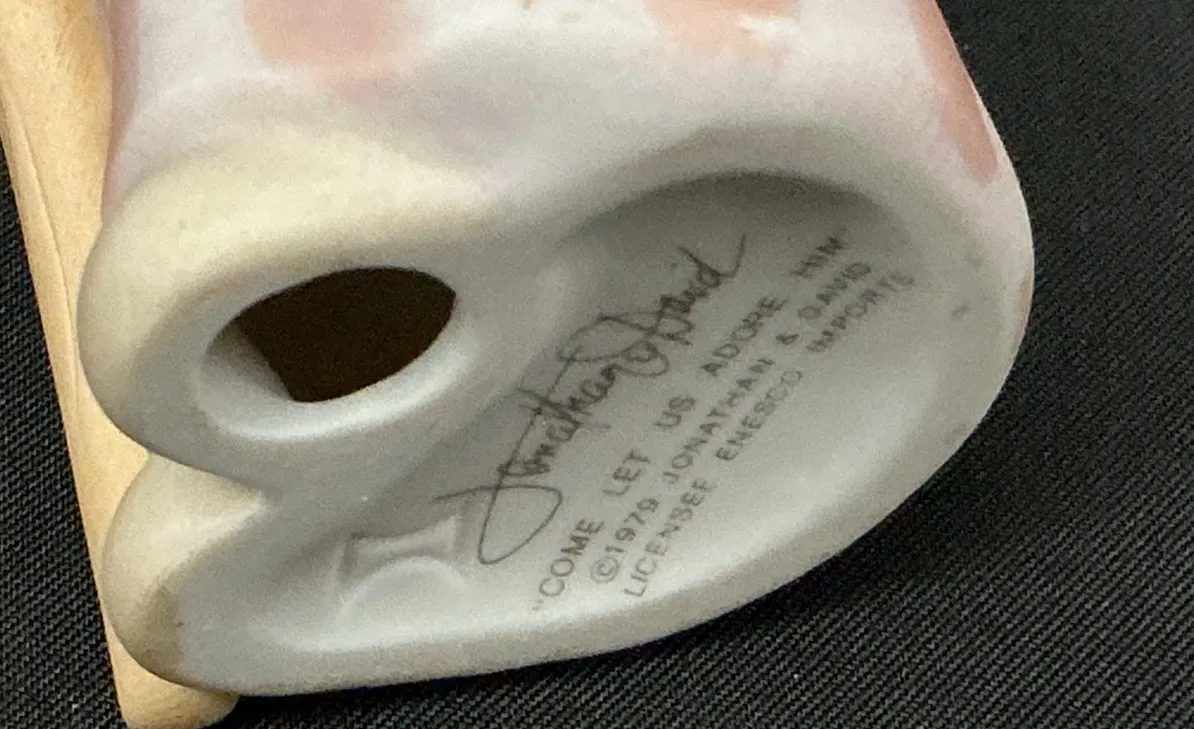 Jonathan & David
"COME LET US ADORE HIM"
©1979 JONATHAN & DAVID
LICENSEE ENESCO IMPORTS